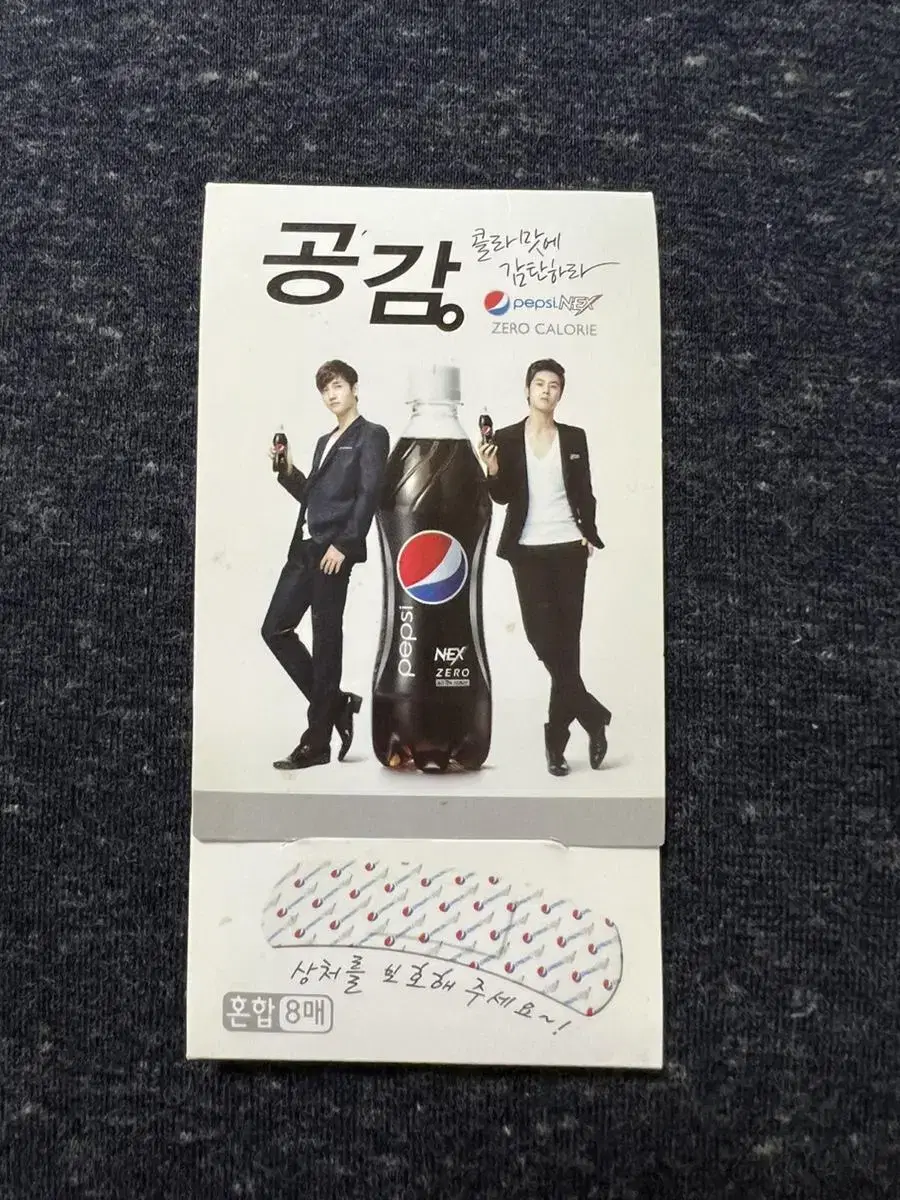 공감
콜라 맛에
감탄하라
pepsi NEX
ZERO CALORIE
pepsi
NEX
ZERO
상처를 보호해 주세요~!
혼합 8매